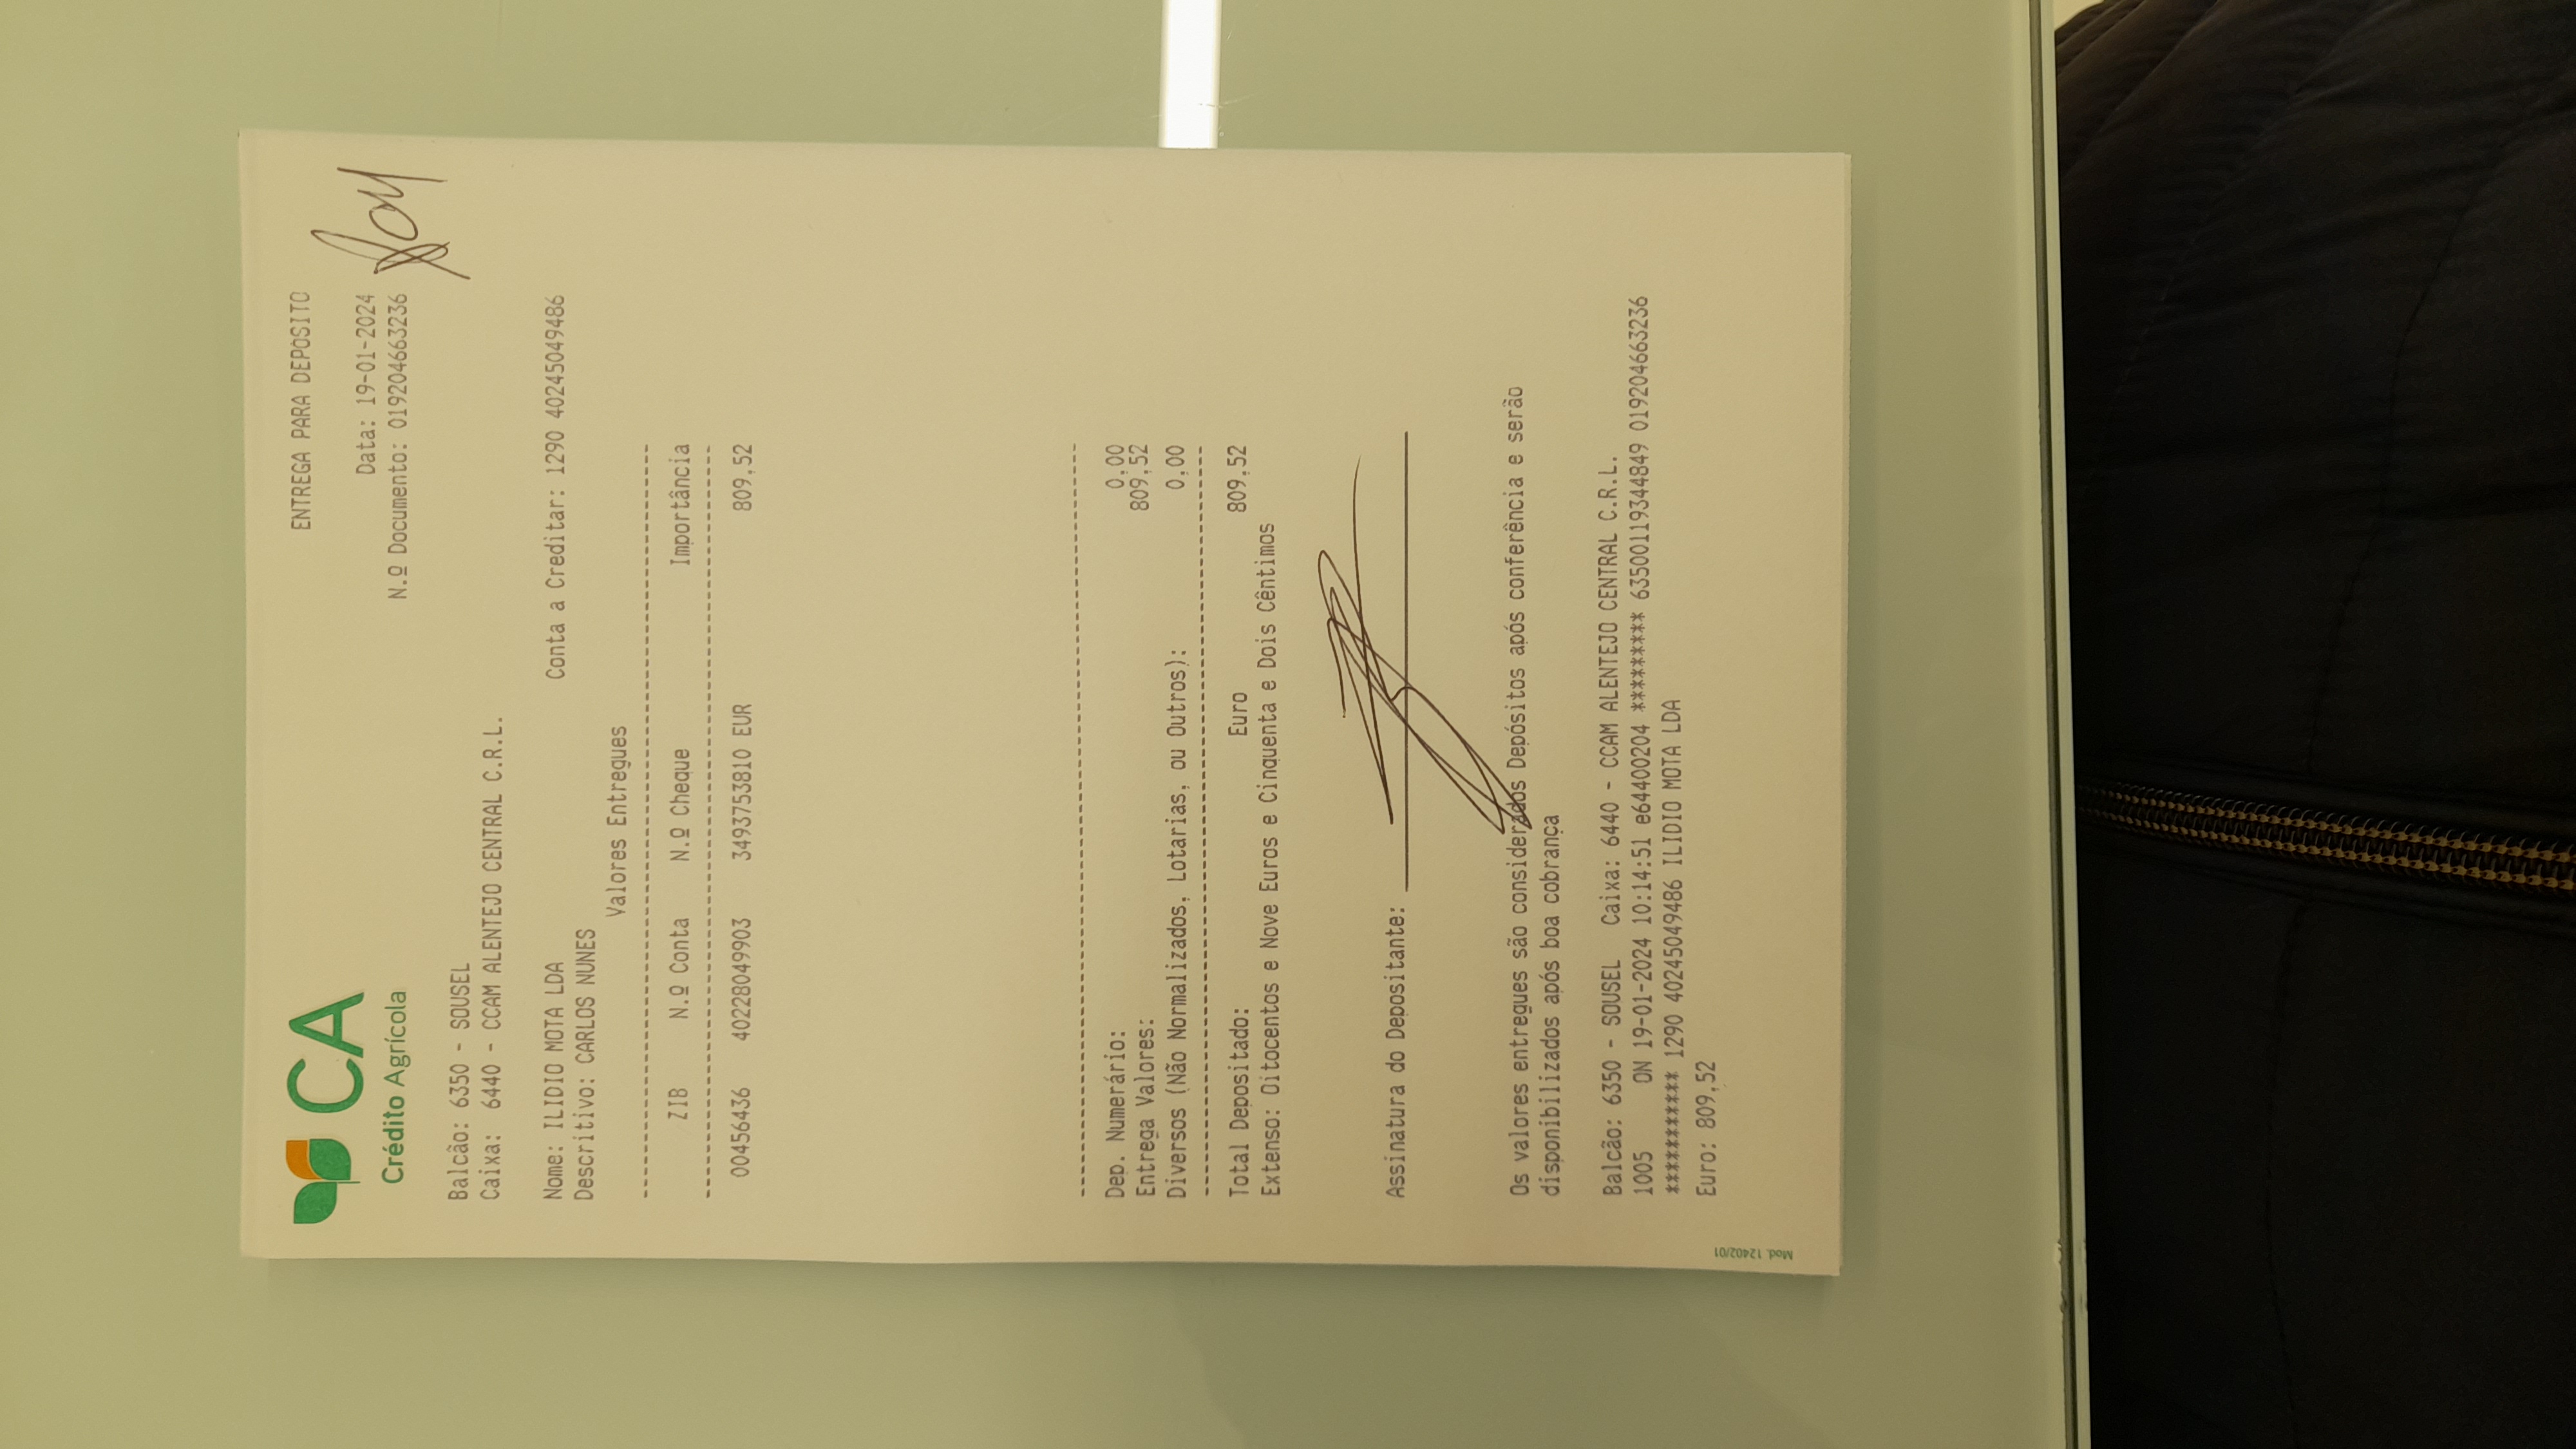 CA
Crédito Agrícola
ENTREGA PARA DEPOSITO
Data: 19-01-2024
N.º Documento: 019204663236
Balcão: 6350 - SOUSEL
Caixa: 6440 - CCAM ALENTEJO CENTRAL C.R.L.
Nome: ILIDIO MOTA LDA Conta a Creditar: 1290 40245049486
Descritivo: CARLOS NUNES
Valores Entregues
ZIB N.º Conta N.º Cheque Importância
00456436 40228049903 3493753810 EUR 809,52
Dep. Numerário: 0,00
Entrega Valores: 809,52
Diversos (Não Normalizados, Lotarias, ou Outros): 0,00
Total Depositado: Euro 809,52
Extenso: Oitocentos e Nove Euros e Cinquenta e Dois Cêntimos
Assinatura do Depositante:
Os valores entregues são considerados Depósitos após conferência e serão
disponibilizados após boa cobrança
Balcão: 6350 - SOUSEL Caixa: 6440 - CCAM ALENTEJO CENTRAL C.R.L.
1005 ON 19-01-2024 10:14:51 e6440204 ********* 6350011934849 019204663236
*********** 1290 40245049486 ILIDIO MOTA LDA
Euro: 809,52
Mod. 12402/01